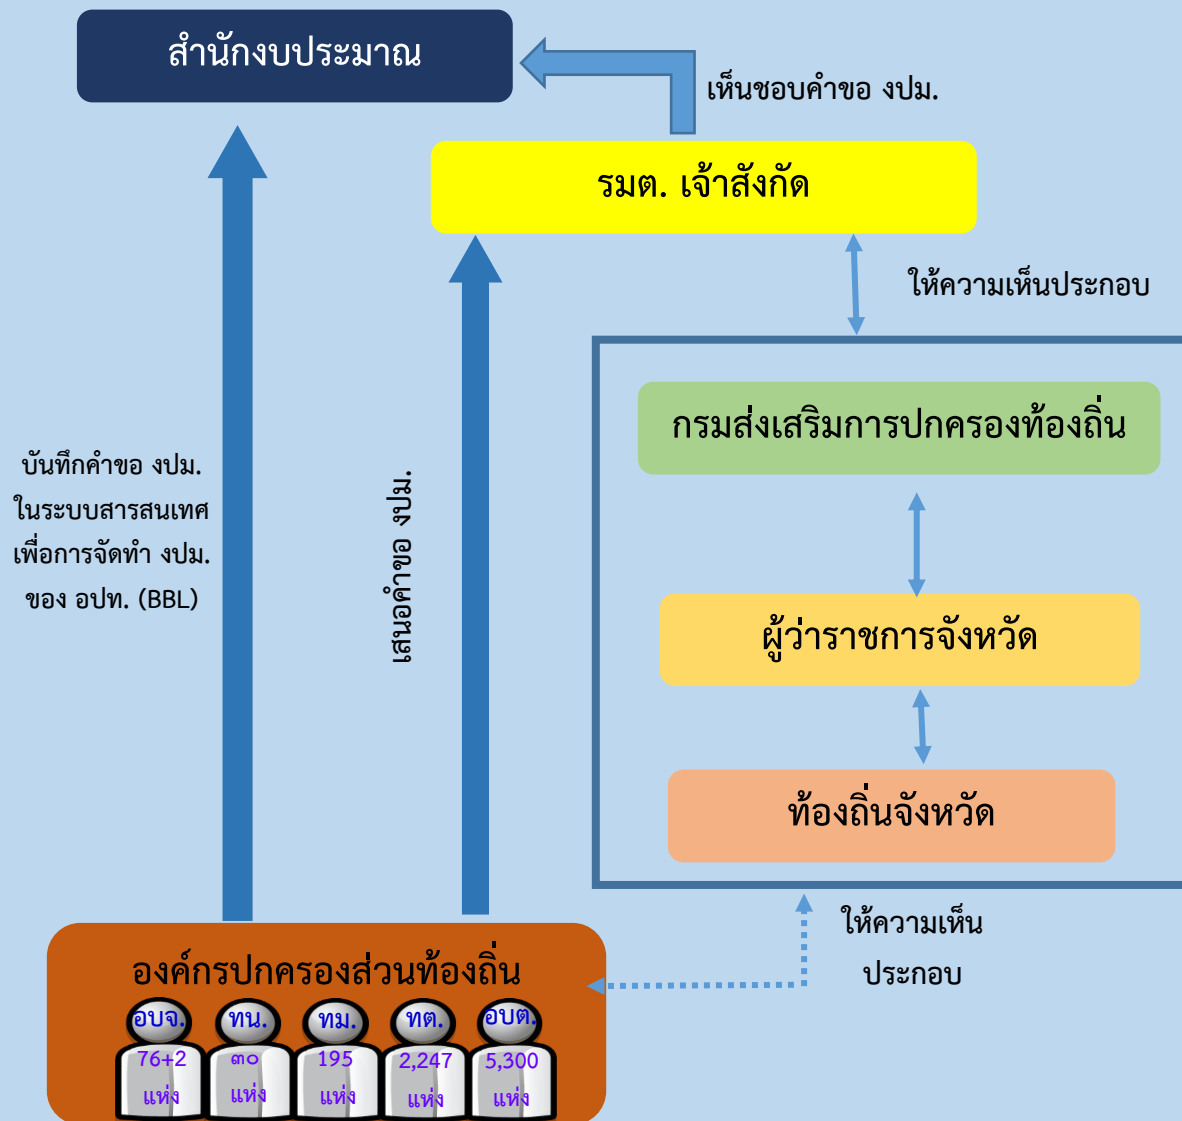 สำนักงบประมาณ
เห็นชอบคำขอ งปม.
รมต. เจ้าสังกัด
ให้ความเห็นประกอบ
กรมส่งเสริมการปกครองท้องถิ่น
บันทึกคำขอ งปม.
ในระบบสารสนเทศ
เพื่อการจัดทำ งปม.
ของ อปท. (BBL)
เสนอคำขอ งปม.
ผู้ว่าราชการจังหวัด
ท้องถิ่นจังหวัด
ให้ความเห็น
ประกอบ
องค์กรปกครองส่วนท้องถิ่น
อบจ. ทน. ทม. ทต. อบต.
76+2 ๓๐ 195 2,247 5,300
แห่ง แห่ง แห่ง แห่ง แห่ง